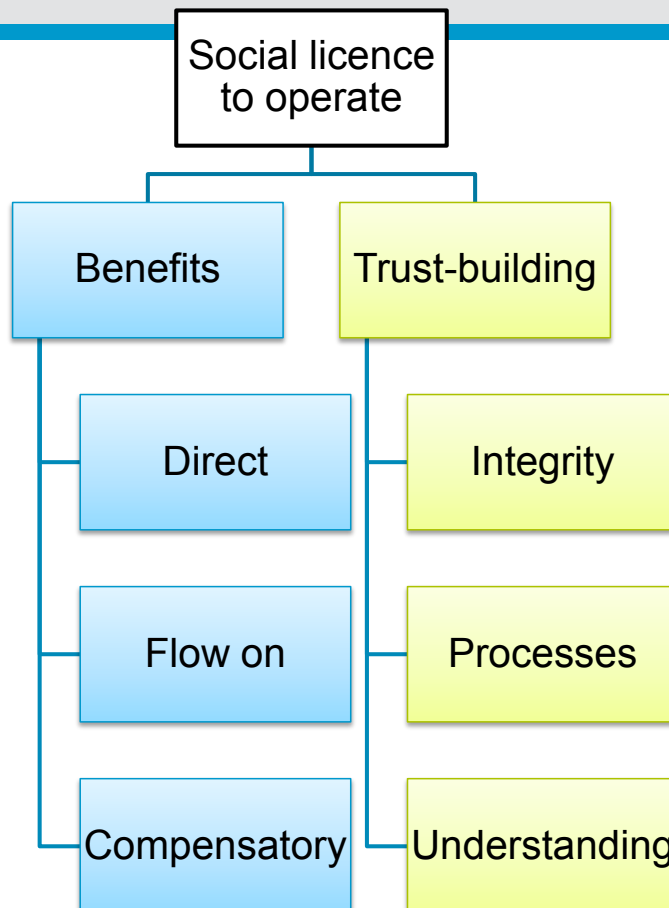 Social licence
to operate
Benefits
Trust-building
Direct
Integrity
Flow on
Processes
Compensatory
Understanding